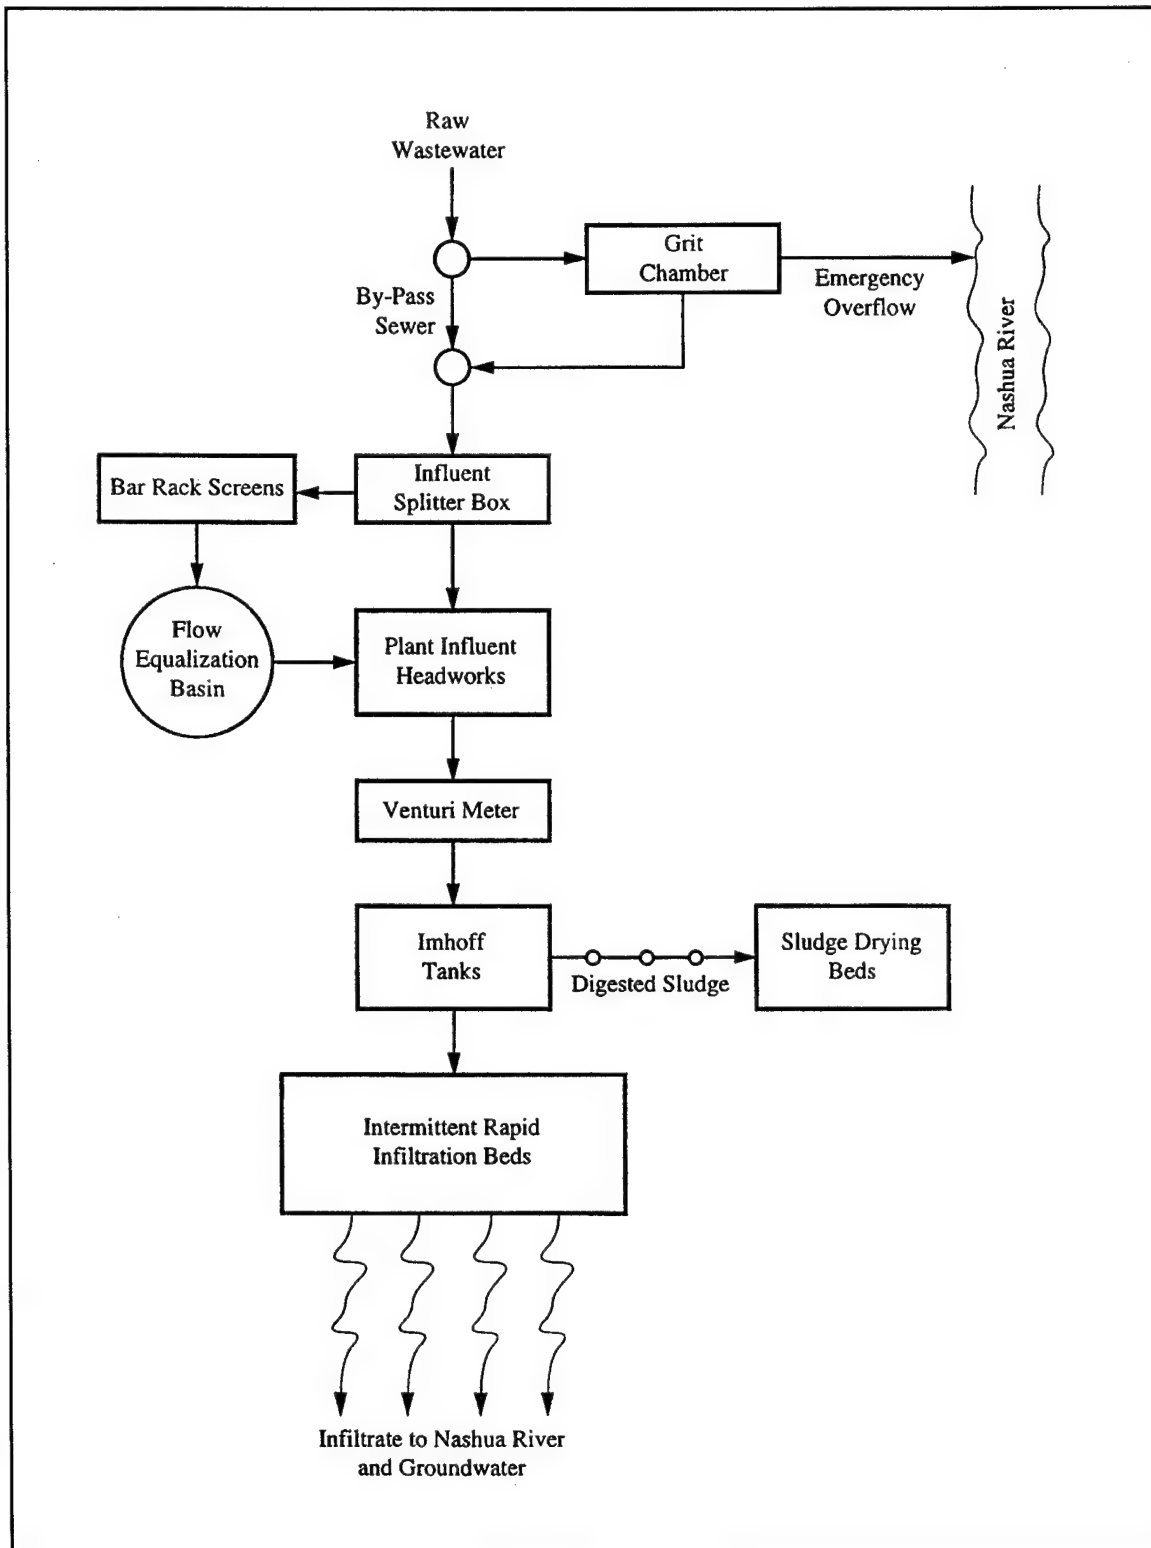 Raw
Wastewater
Grit
Chamber
Emergency
Overflow
Nashua River
By-Pass
Sewer
Bar Rack Screens
Influent
Splitter Box
Flow
Equalization
Basin
Plant Influent
Headworks
Venturi Meter
Imhoff
Tanks
Digested Sludge
Sludge Drying
Beds
Intermittent Rapid
Infiltration Beds
Infiltrate to Nashua River
and Groundwater